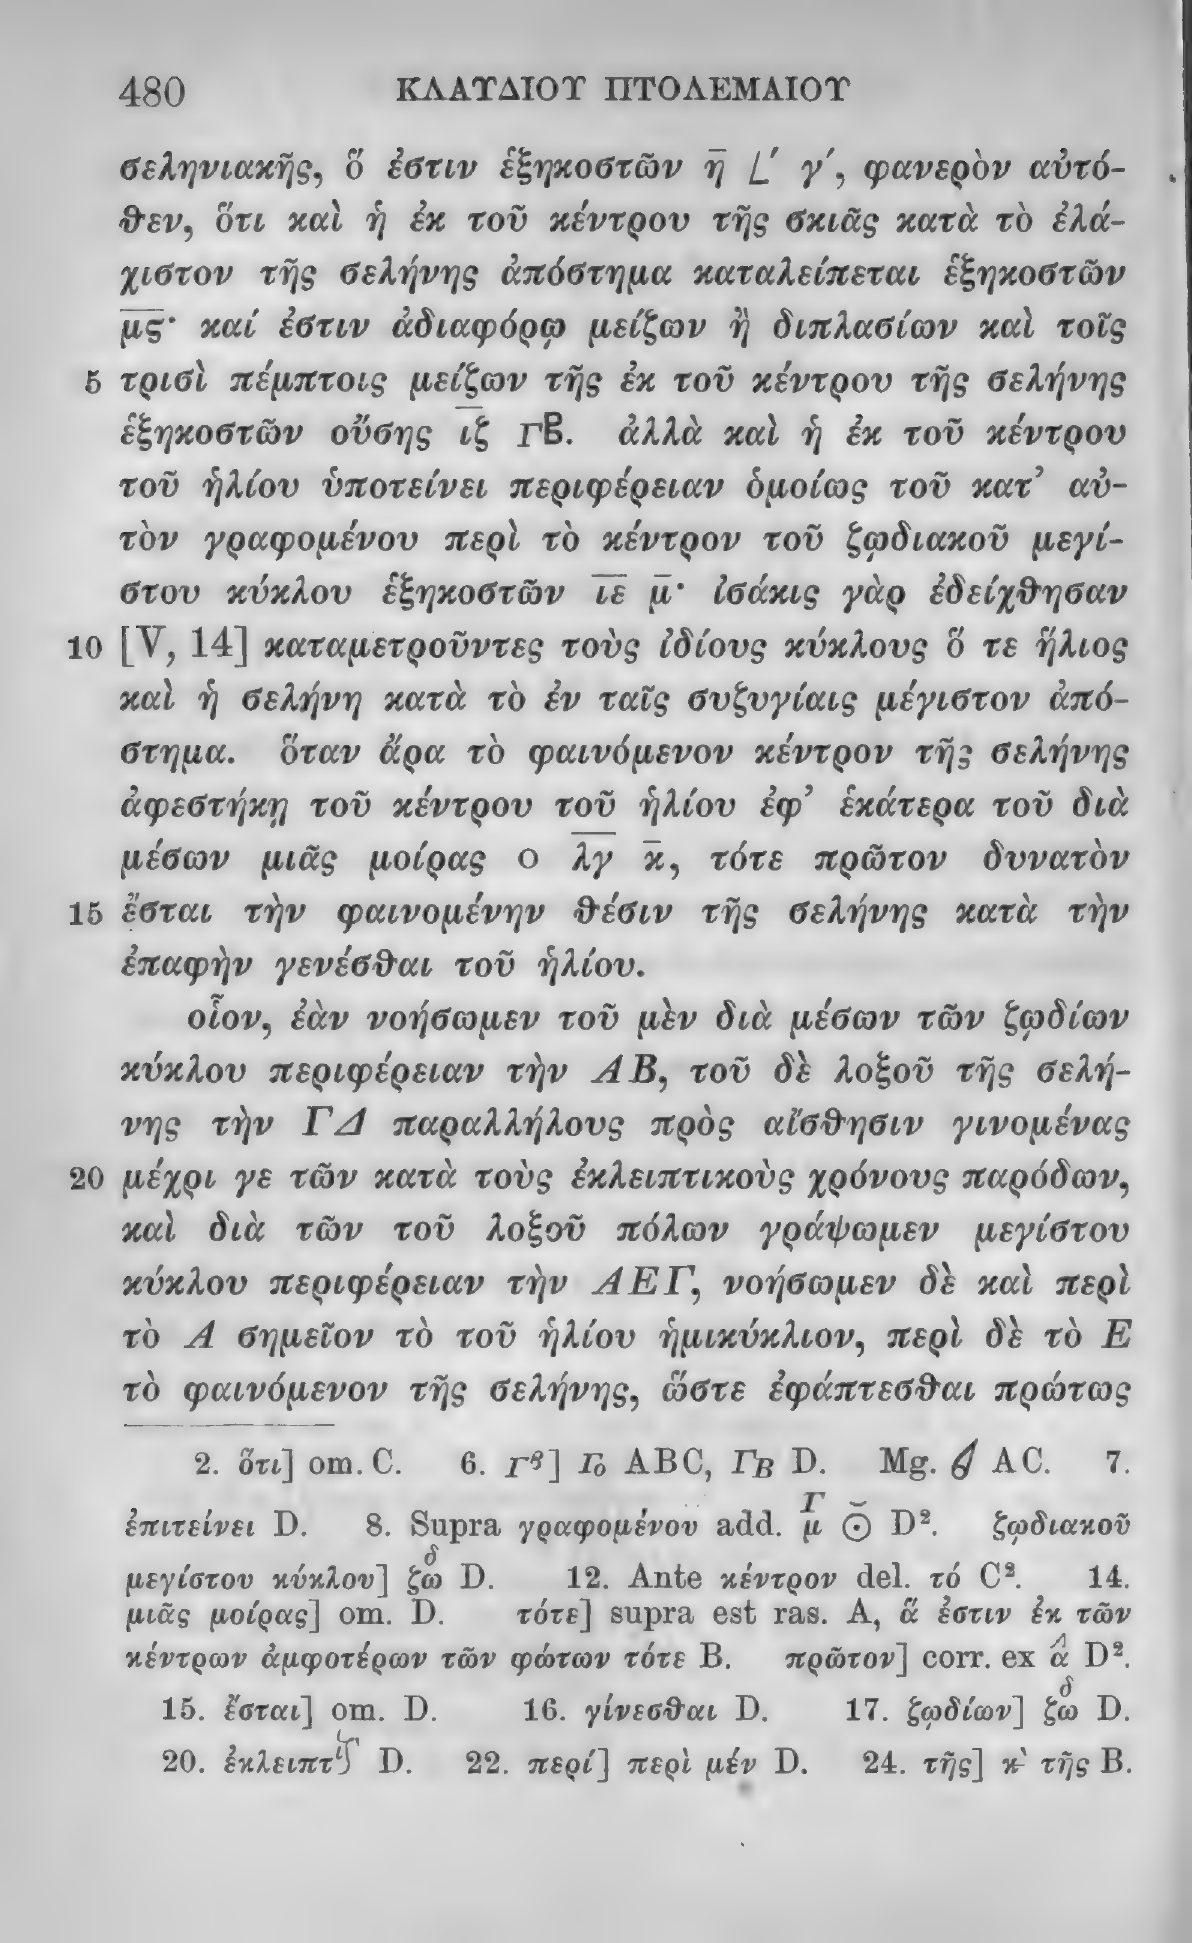 480 ΚΛΑΥΔΙΟΥ ΠΤΟΛΕΜΑΙΟΥ
σεληνιακῆς, ὅ ἐστιν ἑξηκοστῶν η̄ 𐅵ʹ γʹ, φανερὸν αὐτό-
θεν, ὅτι καὶ ἡ ἐκ τοῦ κέντρου τῆς σκιᾶς κατὰ τὸ ἐλά-
χιστον τῆς σελήνης ἀπόστημα καταλείπεται ἑξηκοστῶν
μ̅ς̅· καί ἐστιν ἀδιαφόρῳ μείζων ἢ διπλασίων καὶ τοῖς
5 τρισὶ πέμπτοις μείζων τῆς ἐκ τοῦ κέντρου τῆς σελήνης
ἑξηκοστῶν οὔσης ι̅ζ̅ Γβ. ἀλλὰ καὶ ἡ ἐκ τοῦ κέντρου
τοῦ ἡλίου ὑποτείνει περιφέρειαν ὁμοίως τοῦ κατ’ αὐ-
τὸν γραφομένου περὶ τὸ κέντρον τοῦ ζῳδιακοῦ μεγί-
στου κύκλου ἑξηκοστῶν ι̅ε̅ μ̅· ἰσάκις γὰρ ἐδείχθησαν
10 [V, 14] καταμετροῦντες τοὺς ἰδίους κύκλους ὅ τε ἥλιος
καὶ ἡ σελήνη κατὰ τὸ ἐν ταῖς συζυγίαις μέγιστον ἀπό-
στημα. ὅταν ἄρα τὸ φαινόμενον κέντρον τῆς σελήνης
ἀφεστήκῃ τοῦ κέντρου τοῦ ἡλίου ἐφ’ ἑκάτερα τοῦ διὰ
μέσων μιᾶς μοίρας ο λ̅γ̅ κ̅, τότε πρῶτον δυνατὸν
15 ἔσται τὴν φαινομένην θέσιν τῆς σελήνης κατὰ τὴν
ἐπαφὴν γενέσθαι τοῦ ἡλίου.
οἷον, ἐὰν νοήσωμεν τοῦ μὲν διὰ μέσων τῶν ζῳδίων
κύκλου περιφέρειαν τὴν ΑΒ, τοῦ δὲ λοξοῦ τῆς σελή-
νης τὴν ΓΔ παραλλήλους πρὸς αἴσθησιν γινομένας
20 μέχρι γε τῶν κατὰ τοὺς ἐκλειπτικοὺς χρόνους παρόδων,
καὶ διὰ τῶν τοῦ λοξοῦ πόλων γράψωμεν μεγίστου
κύκλου περιφέρειαν τὴν ΑΕΓ, νοήσωμεν δὲ καὶ περὶ
τὸ Α σημεῖον τὸ τοῦ ἡλίου ἡμικύκλιον, περὶ δὲ τὸ Ε
τὸ φαινόμενον τῆς σελήνης, ὥστε ἐφάπτεσθαι πρώτως
2. ὅτι] om. C. 6. Γβ] Γο ABC, ΓΒ D. Mg. AC. 7.
ἐπιτείνει D. 8. Supra γραφομένου add. μ^Γ ☉ D². ζῳδιακοῦ
μεγίστου κύκλου] ζω^δ D. 12. Ante κέντρον del. τό C². 14.
μιᾶς μοίρας] om. D. τότε] supra est ras. A, ἅ ἐστιν ἐκ τῶν
κέντρων ἀμφοτέρων τῶν φώτων τότε B. πρῶτον] corr. ex α D².
15. ἔσται] om. D. 16. γίνεσθαι D. 17. ζῳδίων] ζω^δ D.
20. ἐκλειπτ D. 22. περί] περὶ μέν D. 24. τῆς] κ̀ τῆς B.